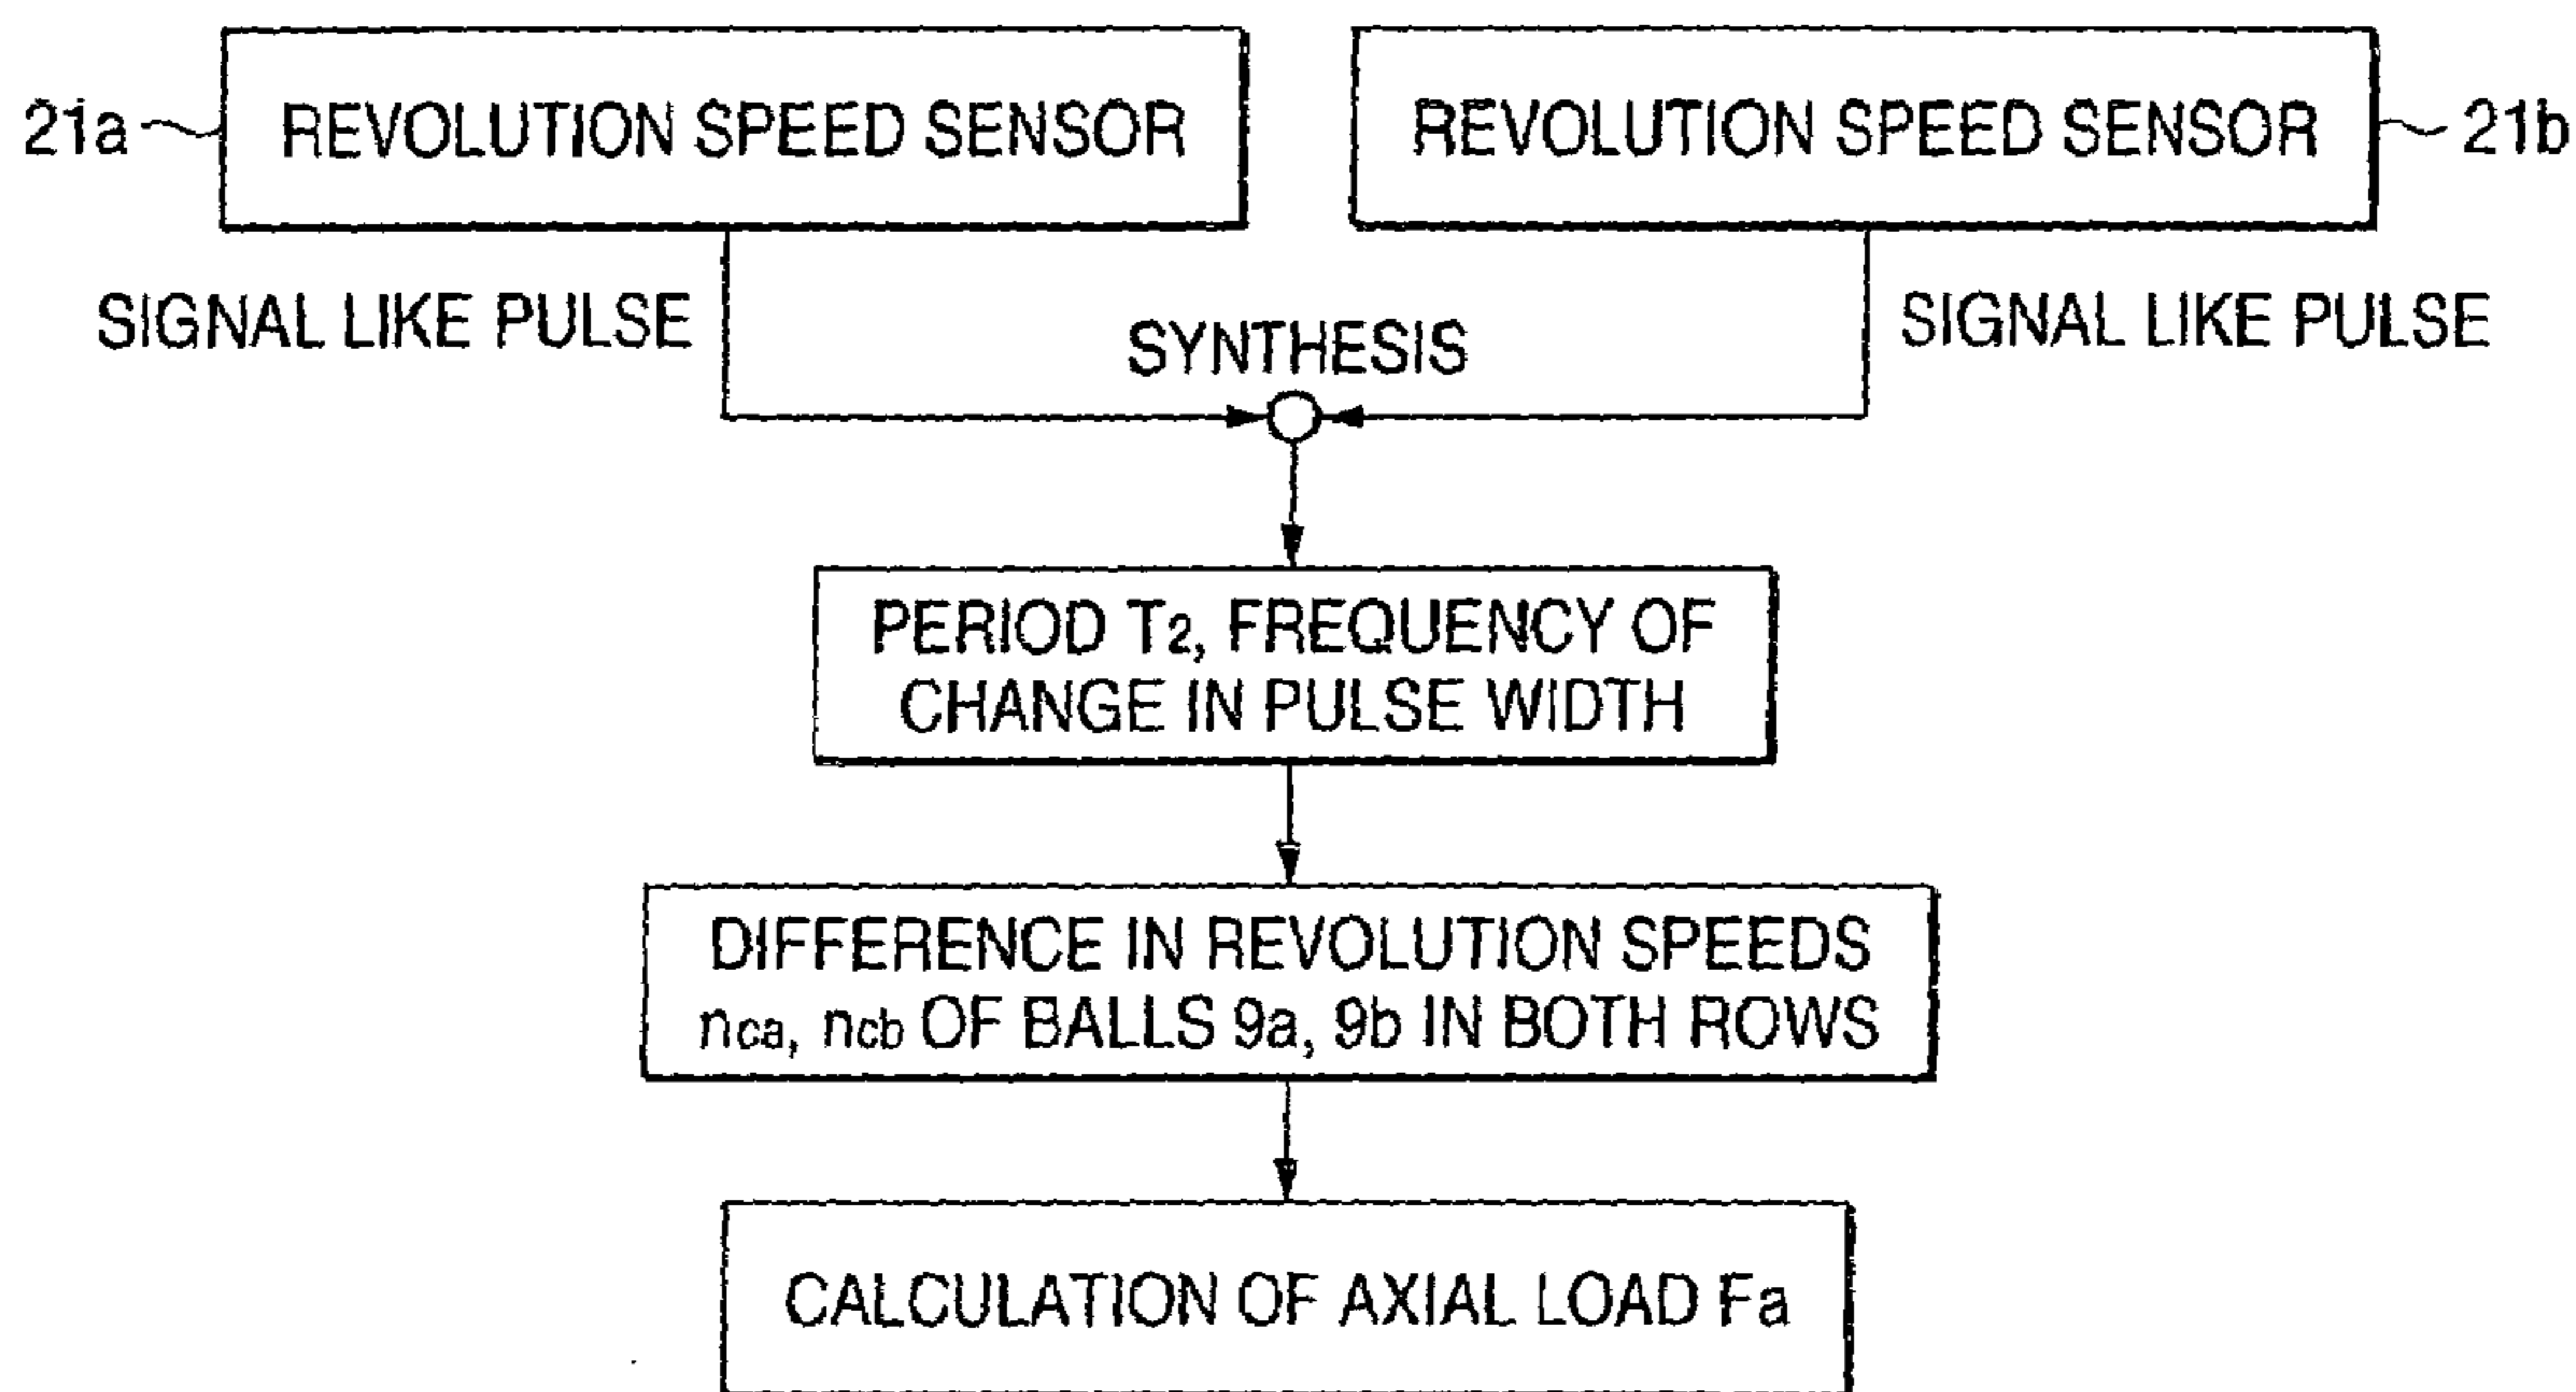 21a
REVOLUTION SPEED SENSOR
REVOLUTION SPEED SENSOR
21b
SIGNAL LIKE PULSE
SYNTHESIS
SIGNAL LIKE PULSE
PERIOD T2, FREQUENCY OF
CHANGE IN PULSE WIDTH
DIFFERENCE IN REVOLUTION SPEEDS
nca, ncb OF BALLS 9a, 9b IN BOTH ROWS
CALCULATION OF AXIAL LOAD Fa